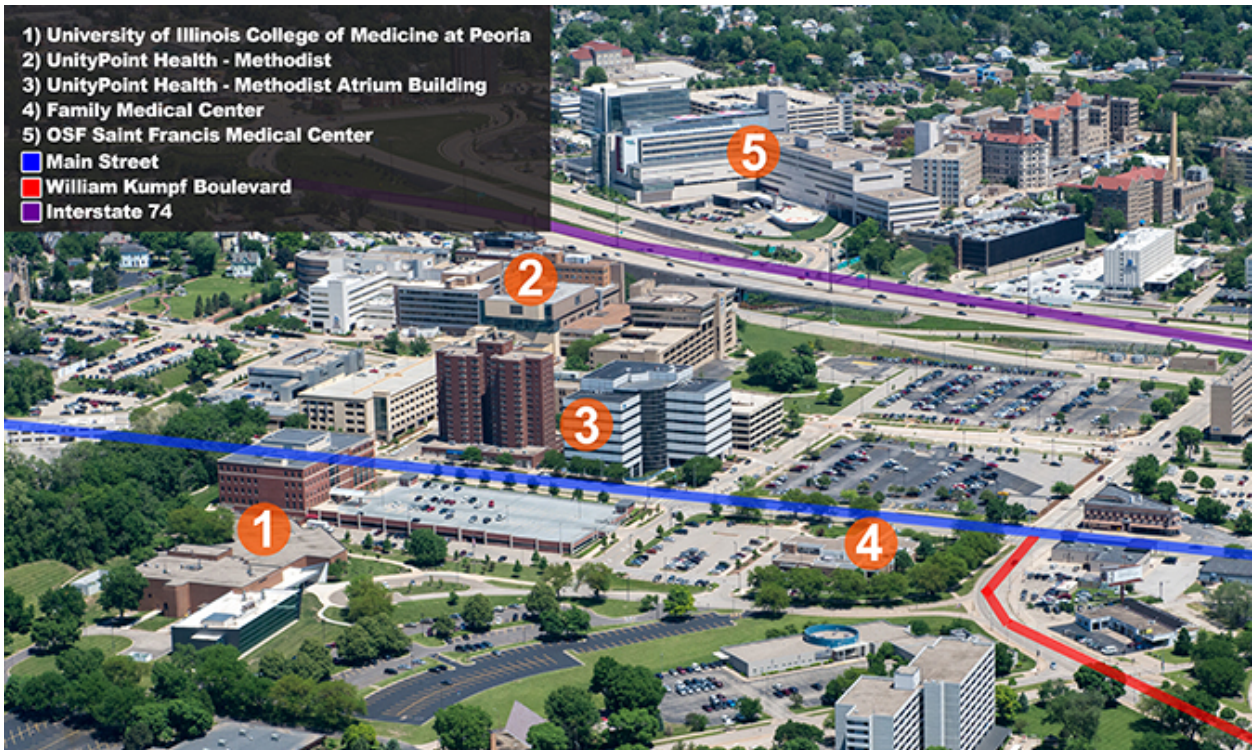 1) University of Illinois College of Medicine at Peoria
2) UnityPoint Health - Methodist
3) UnityPoint Health - Methodist Atrium Building
4) Family Medical Center
5) OSF Saint Francis Medical Center
Main Street
William Kumpf Boulevard
Interstate 74
5
2
3
1
4